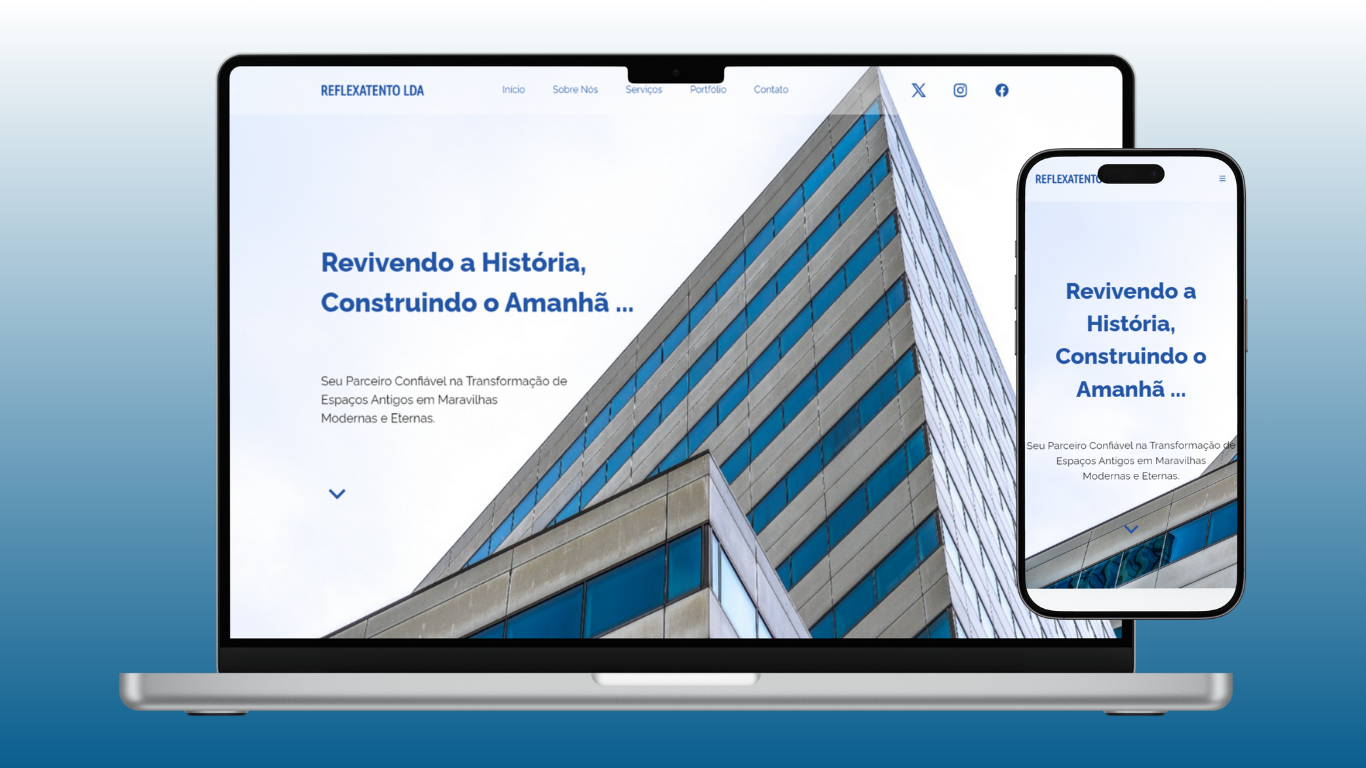 REFLEXATENTO LDA
Início
Sobre Nós
Serviços
Portfólio
Contato
Revivendo a História,
Construindo o Amanhã ...
Seu Parceiro Confiável na Transformação de
Espaços Antigos em Maravilhas
Modernas e Eternas.
REFLEXATENTO
Revivendo a
História,
Construindo o
Amanhã ...
Seu Parceiro Confiável na Transformação de
Espaços Antigos em Maravilhas
Modernas e Eternas.